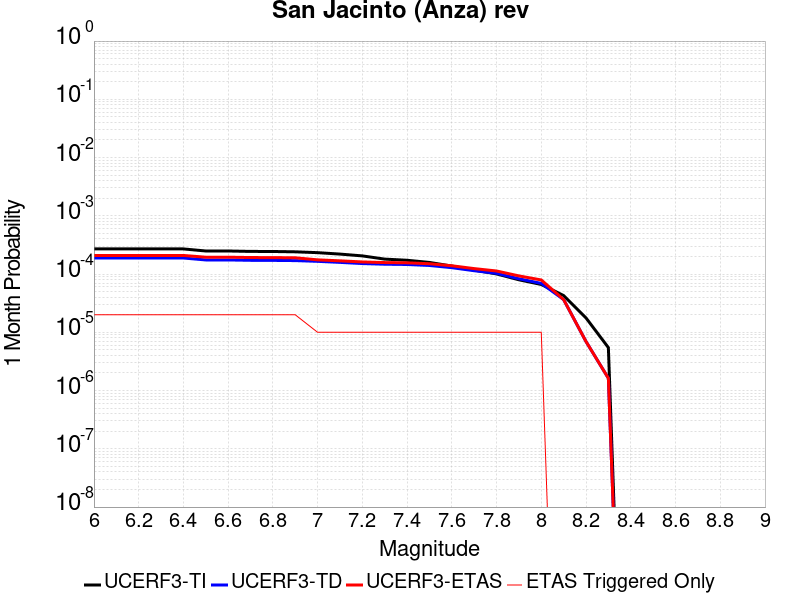 San Jacinto (Anza) rev
10^0
10^-1
10^-2
10^-3
10^-4
10^-5
10^-6
10^-7
10^-8
1 Month Probability
6 6.2 6.4 6.6 6.8 7 7.2 7.4 7.6 7.8 8 8.2 8.4 8.6 8.8 9
Magnitude
UCERF3-TI UCERF3-TD UCERF3-ETAS ETAS Triggered Only